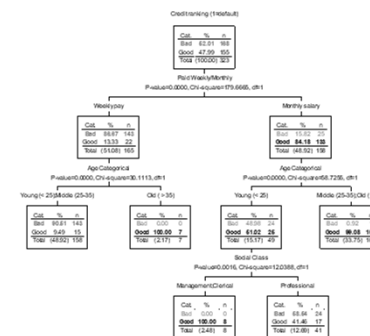 Credit ranking (1=default)
Cat. % n
Bad 52.01 168
Good 47.99 155
Total (100.00) 323
Paid Weekly/Monthly
P-value=0.0000, Chi-square=179.6665, df=1
Weekly pay
Monthly salary
Cat. % n
Bad 86.67 143
Good 13.33 22
Total (51.08) 165
Cat. % n
Bad 15.82 25
Good 84.18 133
Total (48.92) 158
Age Categorical
P-value=0.0000, Chi-square=30.1113, df=1
Age Categorical
P-value=0.0000, Chi-square=58.7255, df=1
Young (< 25);Middle (25-35)
Old ( > 35)
Young (< 25)
Middle (25-35);Old (
Cat. % n
Bad 90.51 143
Good 9.49 15
Total (48.92) 158
Cat. % n
Bad 0.00 0
Good 100.00 7
Total (2.17) 7
Cat. % n
Bad 48.98 24
Good 51.02 25
Total (15.17) 49
Cat. %
Bad 0.92
Good 99.08
Total (33.75)
Social Class
P-value=0.0016, Chi-square=12.0388, df=1
Management;Clerical
Professional
Cat. % n
Bad 0.00 0
Good 100.00 8
Total (2.48) 8
Cat. % n
Bad 58.54 24
Good 41.46 17
Total (12.69) 41